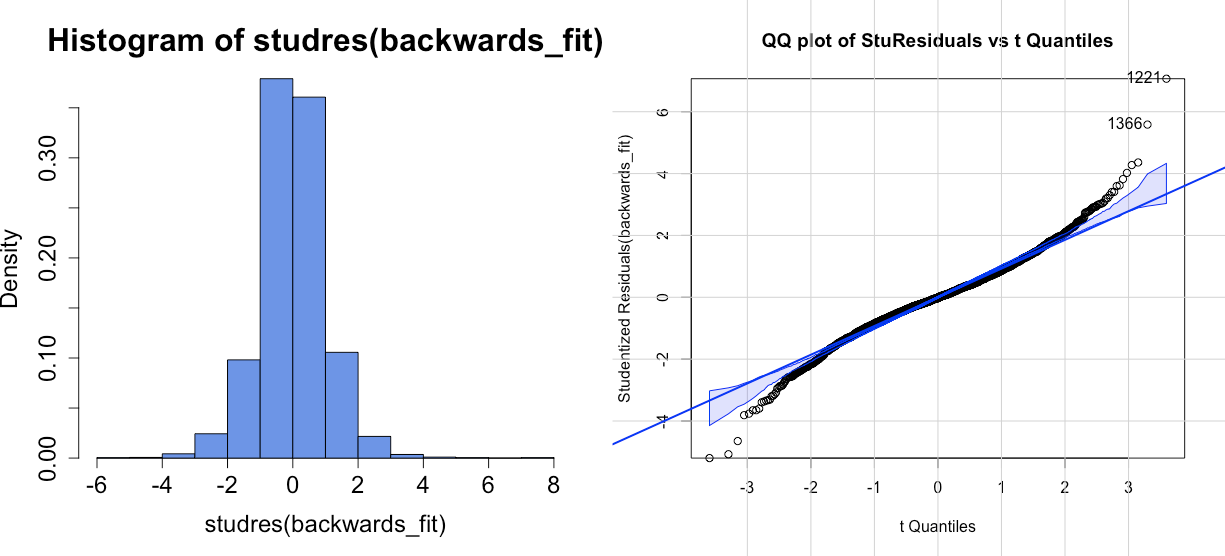 Histogram of studres(backwards_fit)
Density
0.30
0.20
0.10
0.00
-6 -4 -2 0 2 4 6 8
studres(backwards_fit)
QQ plot of StuResiduals vs t Quantiles
1221
1366
Studentized Residuals(backwards_fit)
6
4
2
0
-2
-4
-3 -2 -1 0 1 2 3
t Quantiles